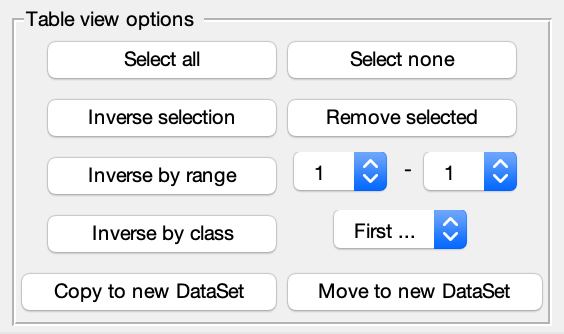 Table view options
Select all Select none
Inverse selection Remove selected
Inverse by range 1 - 1
Inverse by class First ...
Copy to new DataSet Move to new DataSet